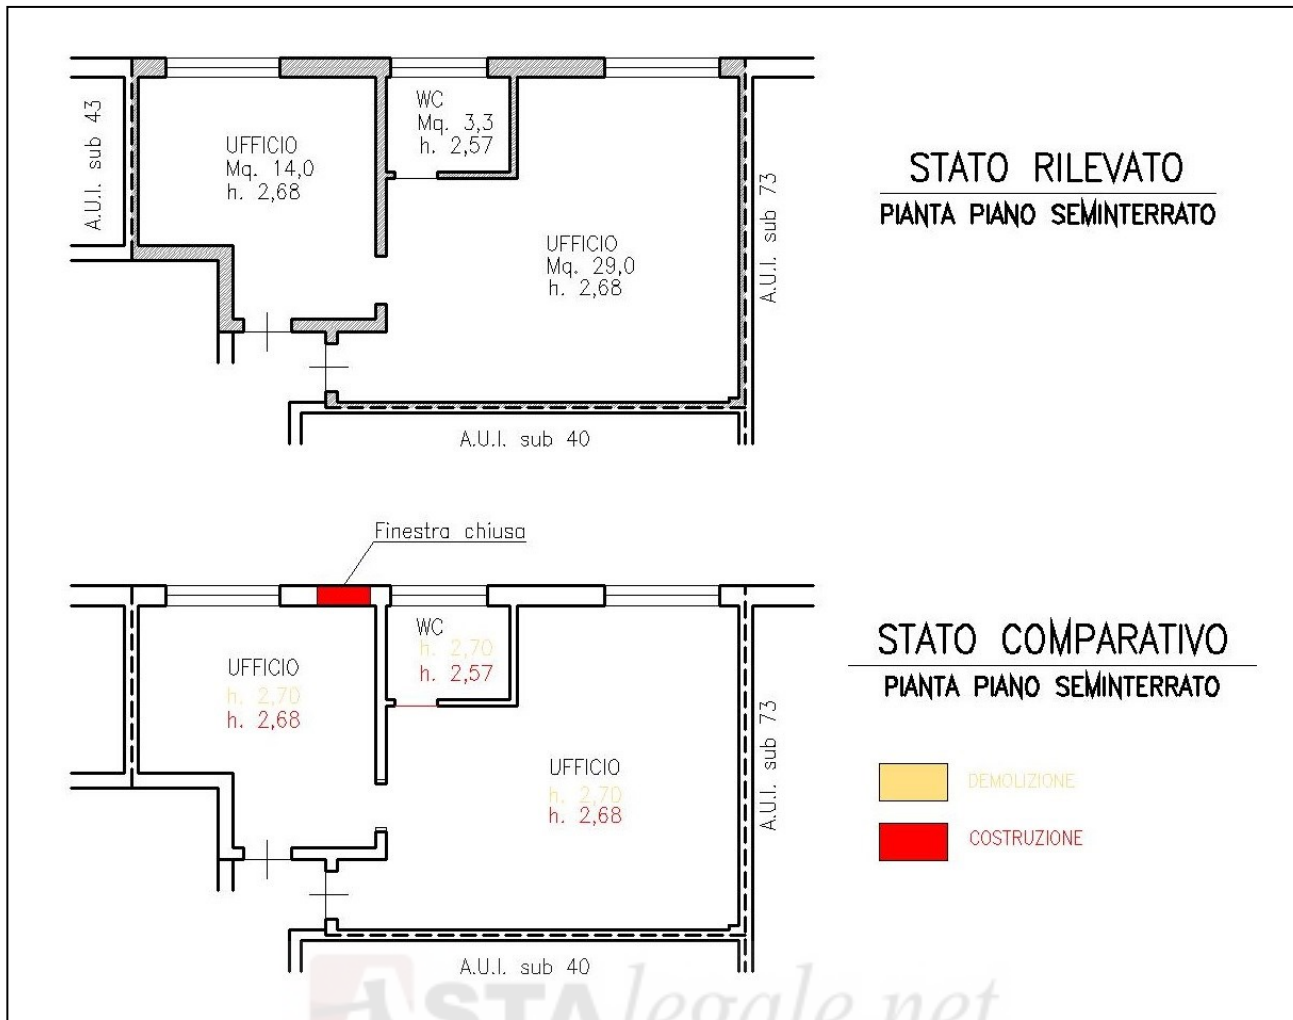 A.U.I. sub 43
UFFICIO
Mq. 14,0
h. 2,68
WC
Mq. 3,3
h. 2,57
UFFICIO
Mq. 29,0
h. 2,68
A.U.I. sub 73
A.U.I. sub 40
STATO RILEVATO
PIANTA PIANO SEMINTERRATO
Finestra chiusa
UFFICIO
h. 2,70
h. 2,68
WC
h. 2,70
h. 2,57
UFFICIO
h. 2,70
h. 2,68
A.U.I. sub 73
A.U.I. sub 40
STATO COMPARATIVO
PIANTA PIANO SEMINTERRATO
DEMOLIZIONE
COSTRUZIONE
ASTAlegale.net